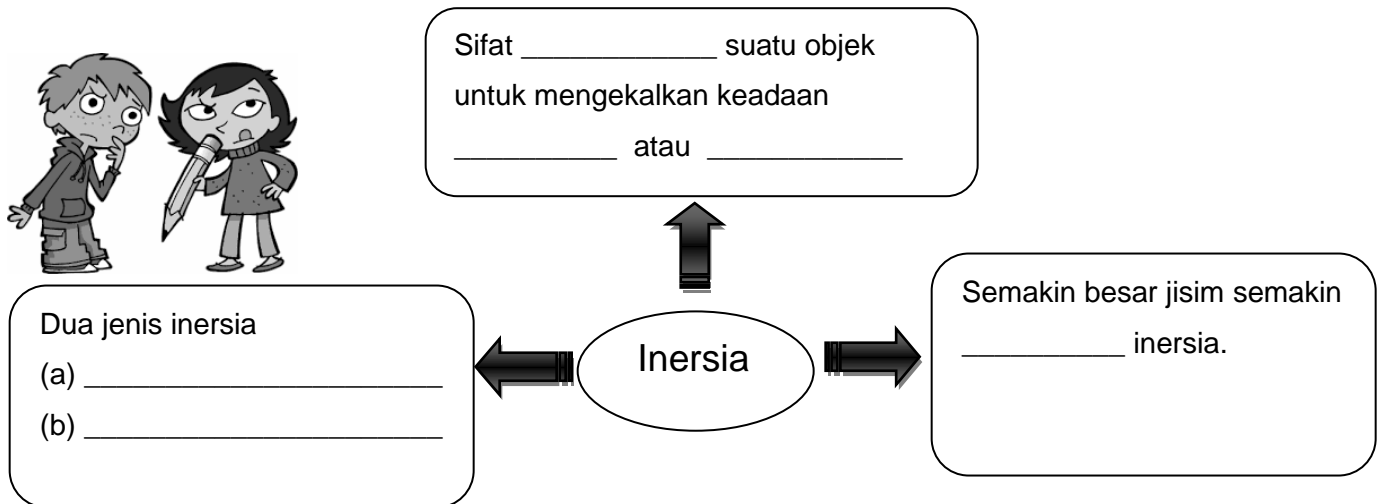 Sifat ____________ suatu objek
untuk mengekalkan keadaan
__________ atau ____________
Dua jenis inersia
(a) ______________________
(b) ______________________
Inersia
Semakin besar jisim semakin
__________ inersia.